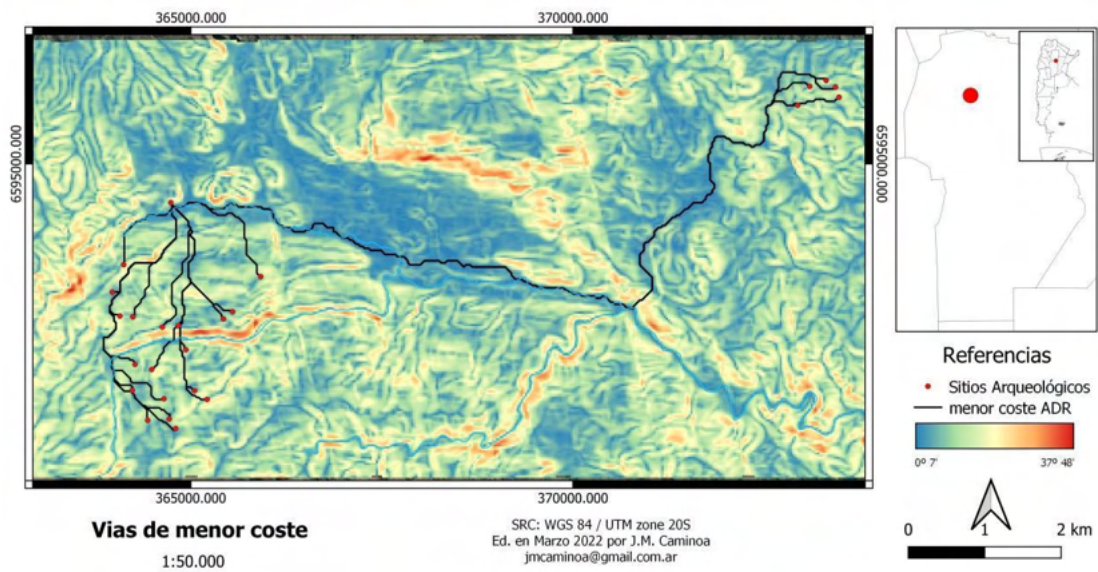 365000.000
370000.000
6595000.000
6595000.000
365000.000
370000.000
Referencias
Sitios Arqueológicos
menor coste ADR
0º 7'
37º 48'
Vias de menor coste
1:50.000
SRC: WGS 84 / UTM zone 20S
Ed. en Marzo 2022 por J.M. Caminoa
jmcaminoa@gmail.com.ar
0 1 2 km